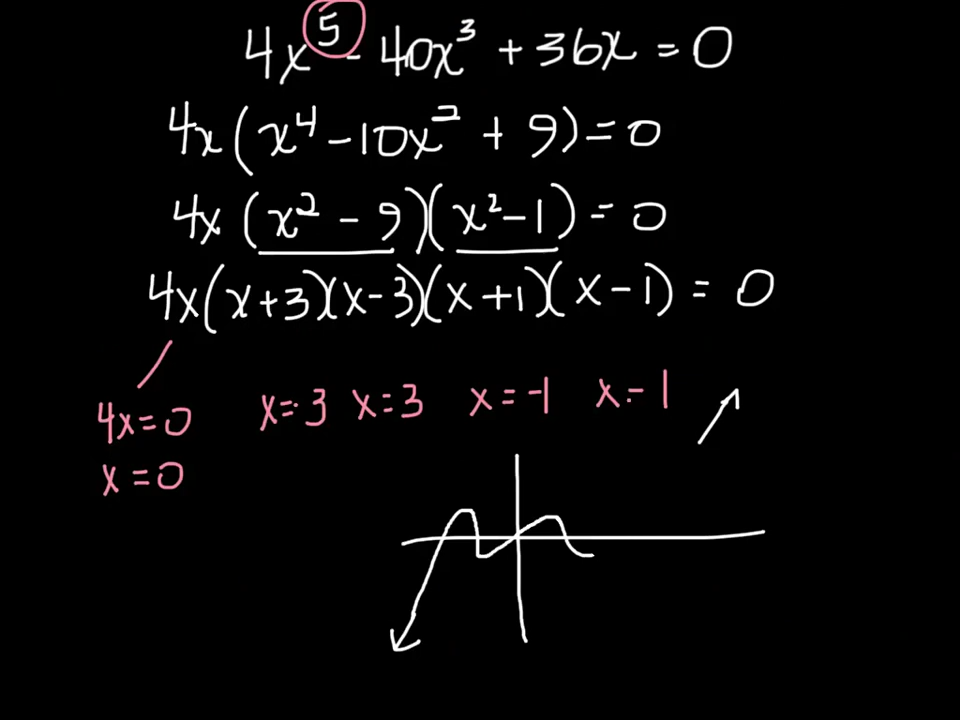 4x⁵ - 40x³ + 36x = 0
4x(x⁴ - 10x² + 9) = 0
4x(x² - 9)(x² - 1) = 0
4x(x+3)(x-3)(x+1)(x-1) = 0
4x=0 x=-3 x=3 x=-1 x=1
x=0